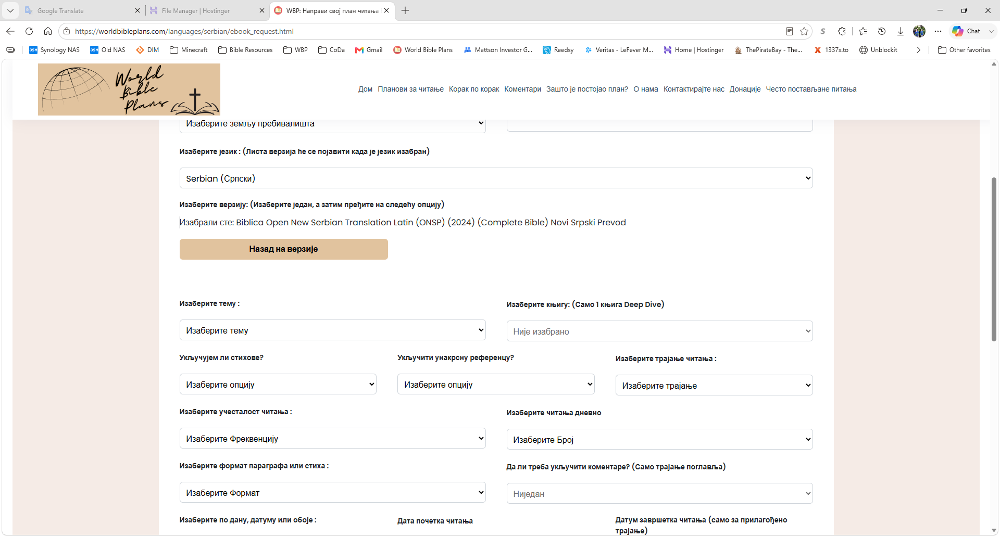 Google Translate
File Manager | Hostinger
WBP: Направи свој план читања
https://worldbibleplans.com/languages/serbian/ebook_request.html
Chat
Synology NAS
Old NAS
DIM
Minecraft
Bible Resources
WBP
CoDa
Gmail
World Bible Plans
Mattson Investor G...
Reedsy
Veritas - LeFever M...
Home | Hostinger
ThePirateBay - The...
1337x.to
Unblockit
Other favorites
World
Bible
Plans
Дом Планови за читање Корак по корак Коментари Зашто је постојао план? О нама Контактирајте нас Донације Често постављане питања
Изаберите земљу пребивалишта
Изаберите језик : (Листа верзија ће се појавити када је језик изабран)
Serbian (Српски)
Изаберите верзију: (Изаберите један, а затим пређите на следећу опцију)
Изабрали сте: Biblica Open New Serbian Translation Latin (ONSP) (2024) (Complete Bible) Novi Srpski Prevod
Назад на верзије
Изаберите тему :
Изаберите књигу: (Само 1 књига Deep Dive)
Изаберите тему
Није изабрано
Укључујем ли стихове?
Укључити унакрсну референцу?
Изаберите трајање читања :
Изаберите опцију
Изаберите опцију
Изаберите трајање
Изаберите учесталост читања :
Изаберите читања дневно
Изаберите Фреквенцију
Изаберите Број
Изаберите формат параграфа или стиха :
Да ли треба укључити коментаре? (Само трајање поглавља)
Изаберите Формат
Ниједан
Изаберите по дану, датуму или обоје :
Дата почетка читања
Датум завршетка читања (само за прилагођено
трајање)